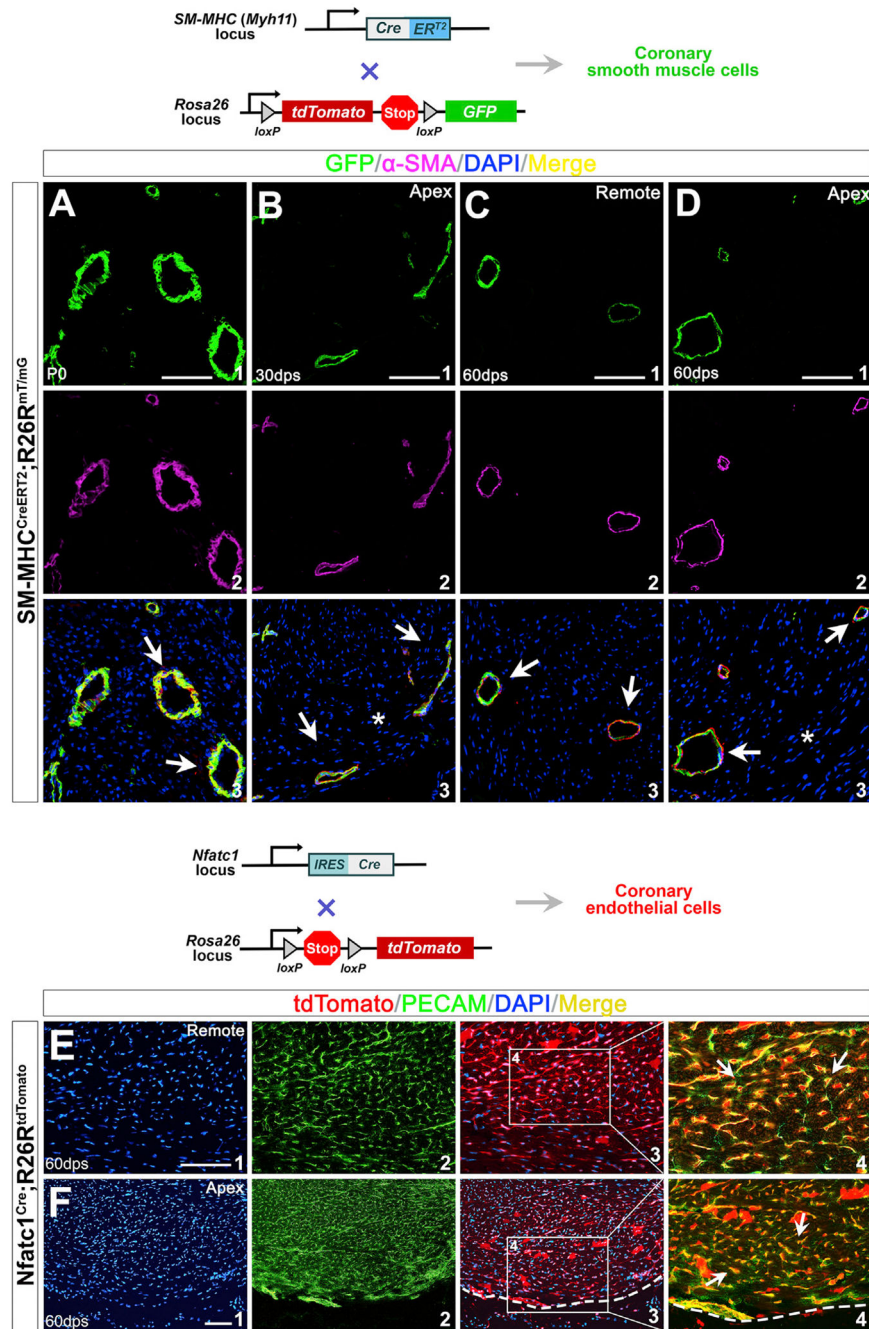 SM-MHC (Myh11)
locus
Cre ER^T2
×
Coronary
smooth muscle cells
Rosa26
locus
tdTomato Stop GFP
loxP loxP
GFP/α-SMA/DAPI/Merge
SM-MHC^CreERT2;R26R^mT/mG
A
P0
1
B
Apex
30dps
1
C
Remote
60dps
1
D
Apex
60dps
1
2
2
2
2
3
*
3
3
*
3
Nfatc1
locus
IRES Cre
×
Coronary
endothelial cells
Rosa26
locus
Stop tdTomato
loxP loxP
tdTomato/PECAM/DAPI/Merge
Nfatc1^Cre;R26R^tdTomato
E
Remote
60dps
1
2
4
3
4
F
Apex
60dps
1
2
4
3
4